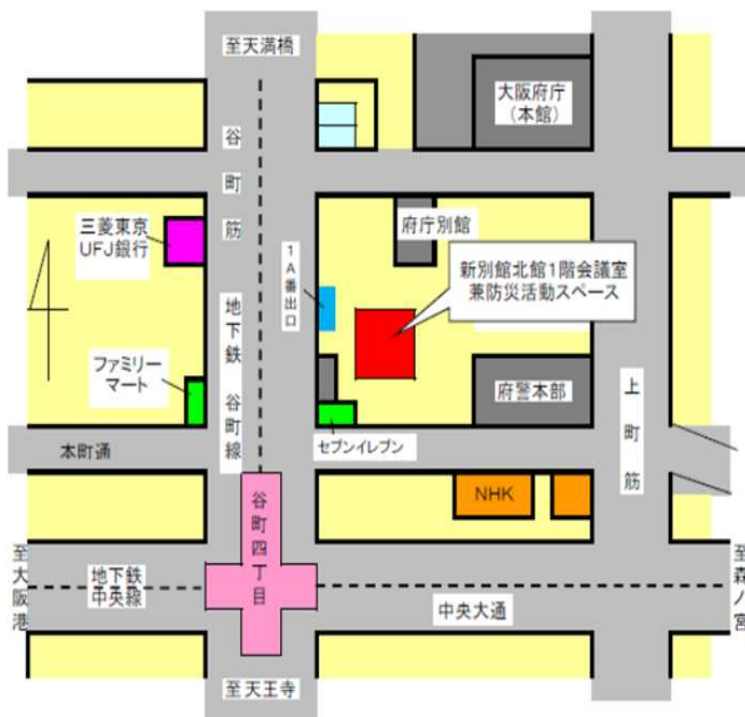 至天満橋
大阪府庁
(本館)
谷町筋
三菱東京
UFJ銀行
府庁別館
1A番出口
新別館北館1階会議室
兼防災活動スペース
地下鉄 谷町線
ファミリー
マート
府警本部
上町筋
本町通
セブンイレブン
NHK
谷町四丁目
至大阪港
地下鉄
中央線
中央大通
至森ノ宮
至天王寺